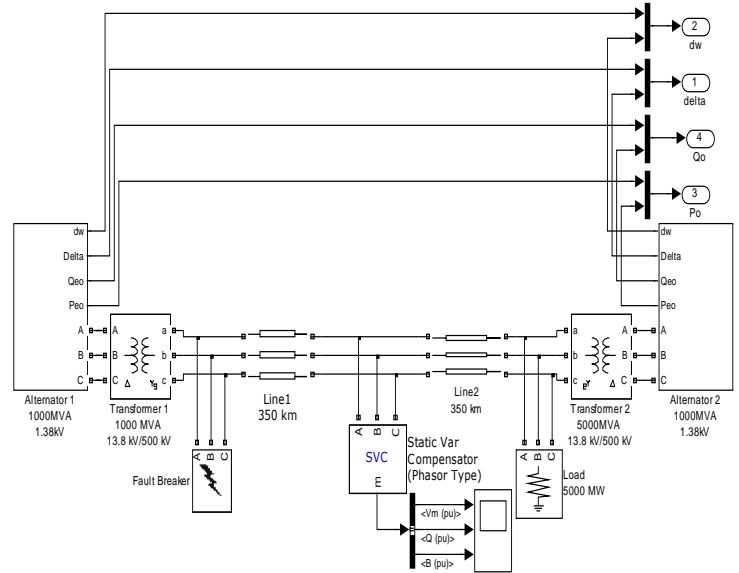 2
dw
1
delta
4
Qo
3
Po
dw
Delta
Qeo
Peo
A
B
C
Alternator 1
1000MVA
1.38kV
A
B
C
a
b
c
Δ
Transformer 1
1000 MVA
13.8 kV/500 kV
A B C
Fault Breaker
Line1
350 km
A B C
SVC
m
Static Var
Compensator
(Phasor Type)
<Vm (pu)>
<Q (pu)>
<B (pu)>
Line2
350 km
A B C
Load
5000 MW
a
b
c
A
B
C
Δ
Transformer 2
5000MVA
13.8 kV/500 kV
dw
Delta
Qeo
Peo
A
B
C
Alternator 2
1000MVA
1.38kV